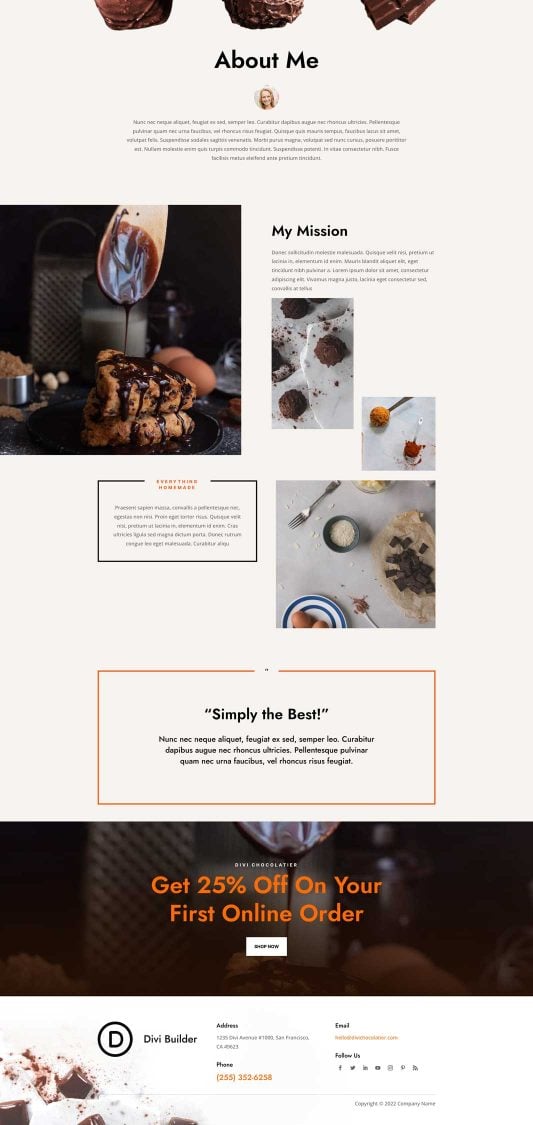 About Me
Nunc nec neque aliquet, feugiat ex sed, semper leo. Curabitur dapibus augue nec rhoncus ultricies. Pellentesque
pulvinar quam nec urna faucibus, vel rhoncus risus feugiat. Quisque quis mauris tempus, faucibus lacus sit amet,
volutpat felis. Suspendisse sodales sagittis venenatis. Morbi purus mauris, volutpat sed nunc cursus, posuere porttitor
est. Nullam molestie enim quis turpis commodo tincidunt. Suspendisse potenti. In vitae consectetur nibh. Fusce
facilisis metus eleifend ante pretium tincidunt.
My Mission
Donec sollicitudin molestie malesuada. Quisque velit nisi, pretium ut
lacinia in, elementum id enim. Mauris blandit aliquet elit, eget
tincidunt nibh pulvinar a. Lorem ipsum dolor sit amet, consectetur
adipiscing elit. Vivamus magna justo, lacinia eget consectetur sed,
convallis at tellus
EVERYTHING
HOMEMADE
Praesent sapien massa, convallis a pellentesque nec,
egestas non nisi. Proin eget tortor risus. Quisque velit
nisi, pretium ut lacinia in, elementum id enim. Cras
ultricies ligula sed magna dictum porta. Donec rutrum
congue leo eget malesuada. Curabitur aliqu
“Simply the Best!”
Nunc nec neque aliquet, feugiat ex sed, semper leo. Curabitur
dapibus augue nec rhoncus ultricies. Pellentesque pulvinar
quam nec urna faucibus, vel rhoncus risus feugiat.
DIVI CHOCOLATIER
Get 25% Off On Your
First Online Order
SHOP NOW
D
Divi Builder
Address
1235 Divi Avenue #1000, San Francisco,
CA 49623
Phone
(255) 352-6258
Email
hello@divichocolatier.com
Follow Us
Copyright © 2022 Company Name